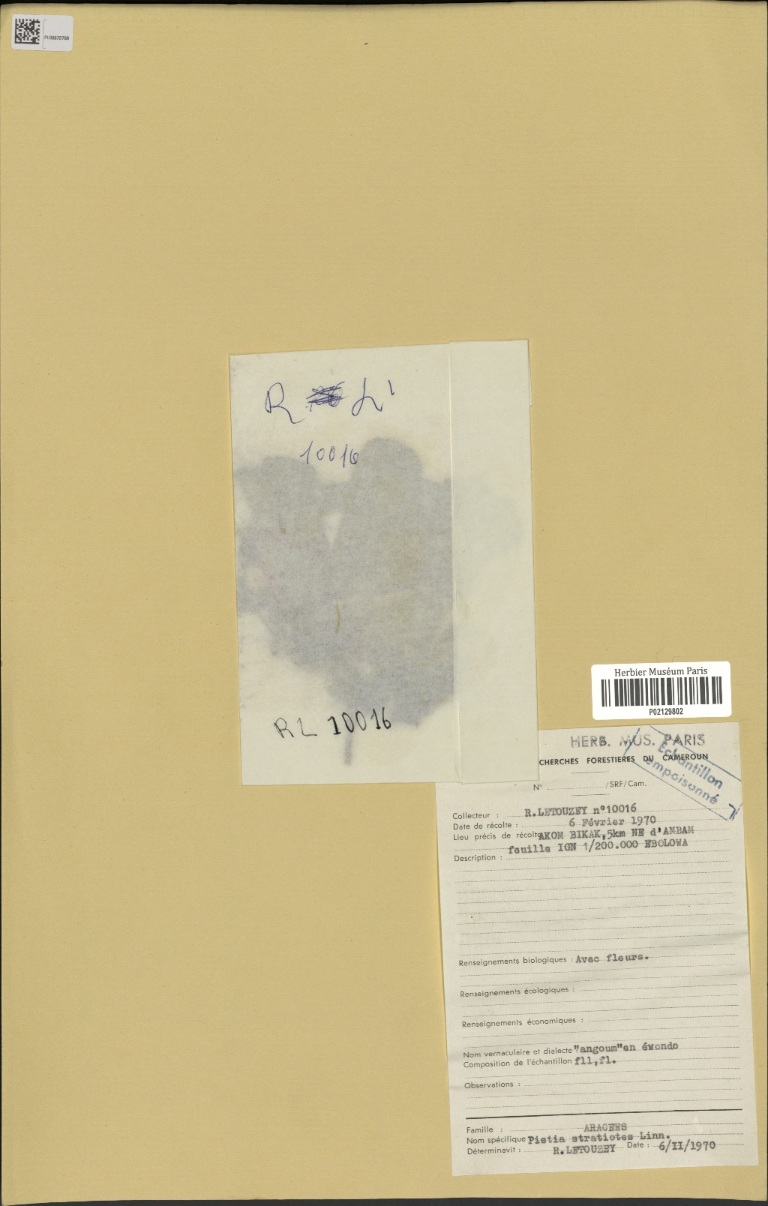 R L
10016
RL 10016
Herbier Muséum Paris
P02129802
HERB. MUS. PARIS
CHERCHES FORESTIERES DU CAMEROUN
Echantillon
empoisonné
N° /SRF/Cam.
Collecteur : R.LETOUZEY n°10016
Date de récolte : 6 Février 1970
Lieu précis de récolte AKOM BIKAK,5km NE d'AMBAM
feuille IGN 1/200.000 EBOLOWA
Description :
Renseignements biologiques : Avec fleurs.
Renseignements écologiques :
Renseignements économiques :
Nom vernaculaire et dialecte "angoum"en éwondo
Composition de l'échantillon fll,fl.
Observations :
Famille : ARACEES
Nom spécifique Pistia stratiotes Linn.
Déterminavit : R.LETOUZEY Date : 6/II/1970